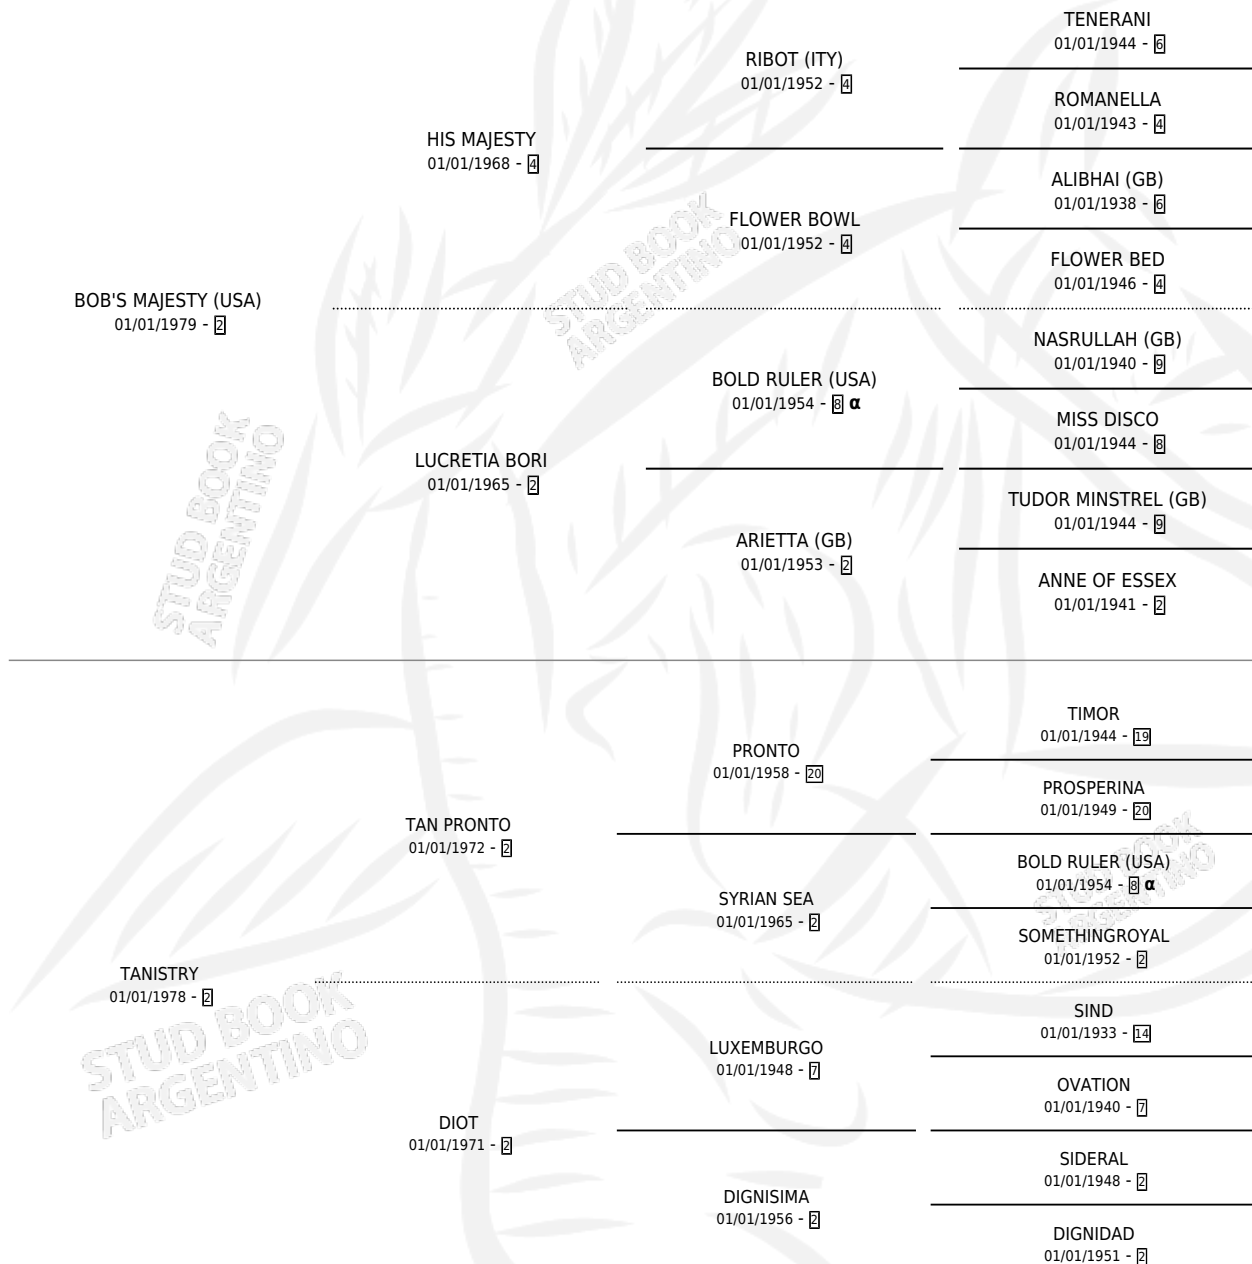 TENERANI
01/01/1944 - 6
RIBOT (ITY)
01/01/1952 - 4
ROMANELLA
01/01/1943 - 4
HIS MAJESTY
01/01/1968 - 4
ALIBHAI (GB)
01/01/1938 - 6
FLOWER BOWL
01/01/1952 - 4
FLOWER BED
01/01/1946 - 4
BOB'S MAJESTY (USA)
01/01/1979 - 2
NASRULLAH (GB)
01/01/1940 - 9
BOLD RULER (USA)
01/01/1954 - 8 α
MISS DISCO
01/01/1944 - 8
LUCRETIA BORI
01/01/1965 - 2
TUDOR MINSTREL (GB)
01/01/1944 - 9
ARIETTA (GB)
01/01/1953 - 2
ANNE OF ESSEX
01/01/1941 - 2
TIMOR
01/01/1944 - 19
PRONTO
01/01/1958 - 20
PROSPERINA
01/01/1949 - 20
TAN PRONTO
01/01/1972 - 2
BOLD RULER (USA)
01/01/1954 - 8 α
SYRIAN SEA
01/01/1965 - 2
SOMETHINGROYAL
01/01/1952 - 2
TANISTRY
01/01/1978 - 2
SIND
01/01/1933 - 14
LUXEMBURGO
01/01/1948 - 7
OVATION
01/01/1940 - 7
DIOT
01/01/1971 - 2
SIDERAL
01/01/1948 - 2
DIGNISIMA
01/01/1956 - 2
DIGNIDAD
01/01/1951 - 2
STUD BOOK
ARGENTINO
STUD BOOK
ARGENTINO
STUD BOOK
ARGENTINO
STUD BOOK
ARGENTINO